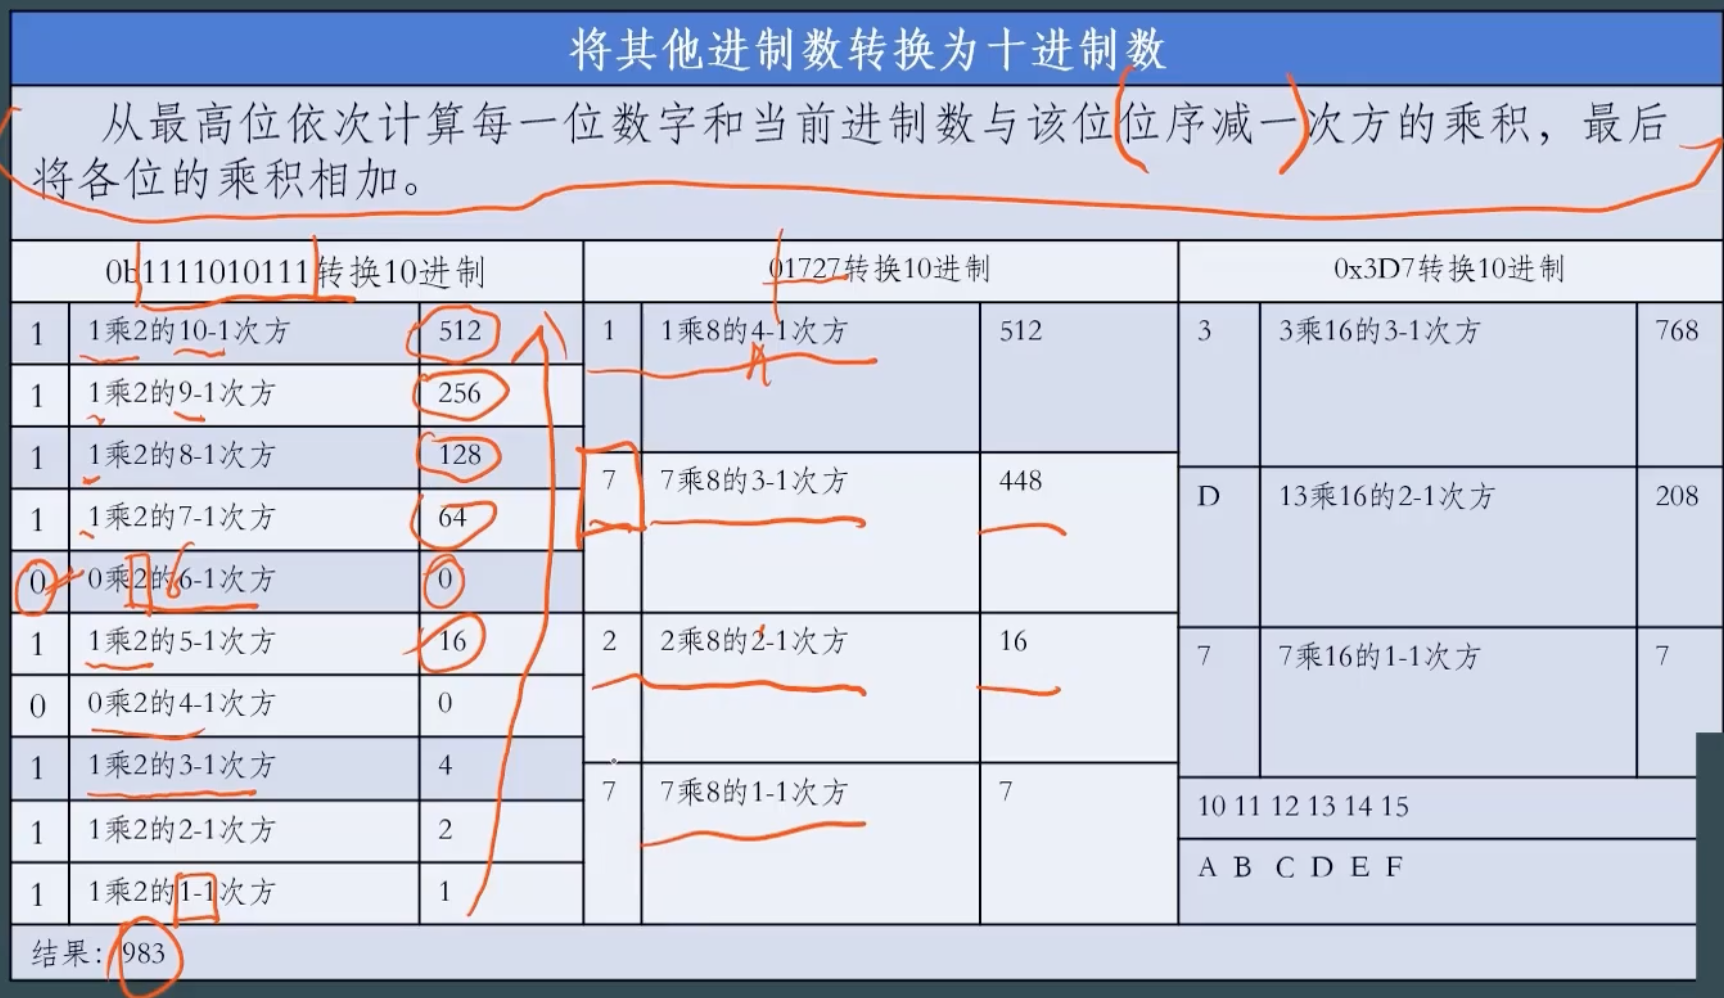 将其他进制数转换为十进制数
从最高位依次计算每一位数字和当前进制数与该位(位序减一)次方的乘积，最后
将各位的乘积相加。
0b1111010111转换10进制
1 1乘2的10-1次方 512
1 1乘2的9-1次方 256
1 1乘2的8-1次方 128
1 1乘2的7-1次方 64
0 0乘2的6-1次方 0
1 1乘2的5-1次方 16
0 0乘2的4-1次方 0
1 1乘2的3-1次方 4
1 1乘2的2-1次方 2
1 1乘2的1-1次方 1
01727转换10进制
1 1乘8的4-1次方 512
7 7乘8的3-1次方 448
2 2乘8的2-1次方 16
7 7乘8的1-1次方 7
0x3D7转换10进制
3 3乘16的3-1次方 768
D 13乘16的2-1次方 208
7 7乘16的1-1次方 7
10 11 12 13 14 15
A B C D E F
结果：983